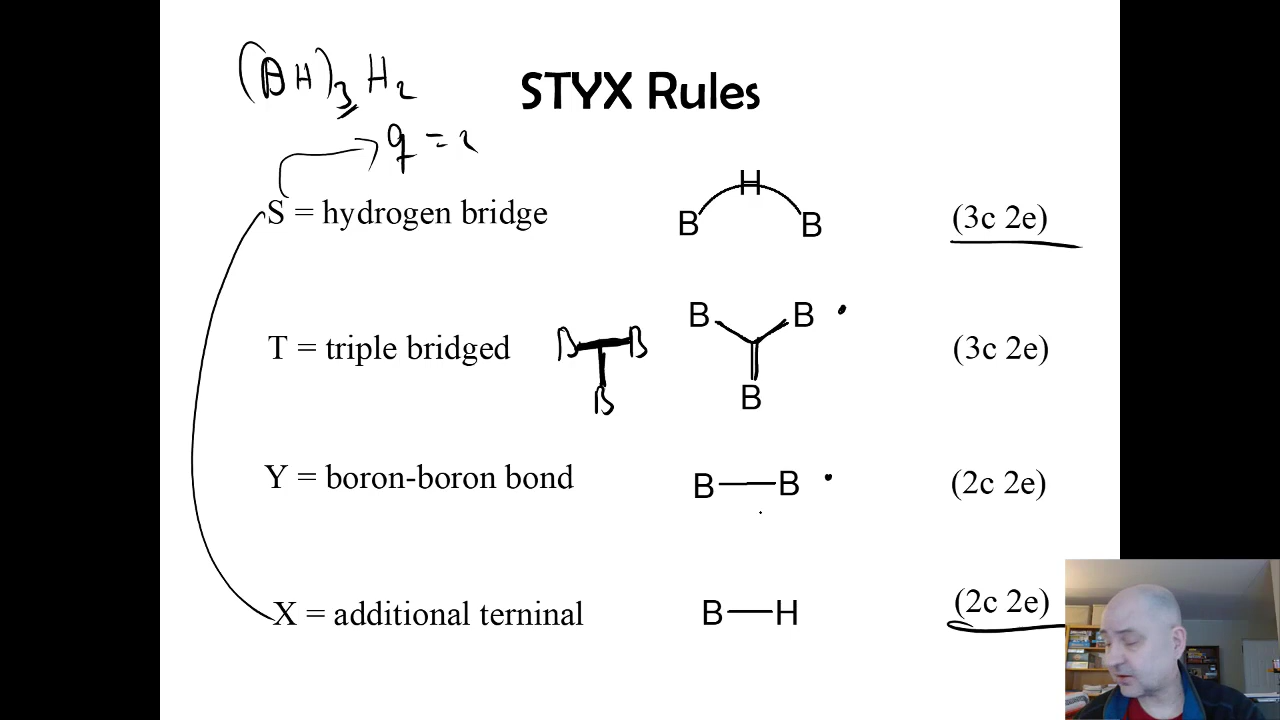 (BH)₃H₂
STYX Rules
q = 2
S = hydrogen bridge
B H B
(3c 2e)
T = triple bridged
B B B
B B B
(3c 2e)
Y = boron-boron bond
B—B
(2c 2e)
X = additional terninal
B—H
(2c 2e)